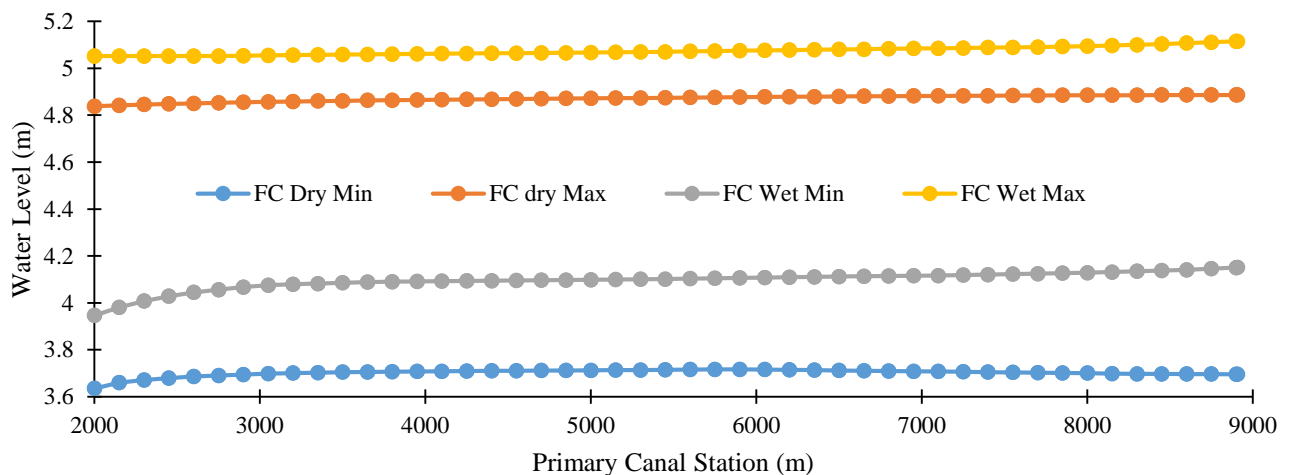 5.2
5
4.8
4.6
4.4
4.2
4
3.8
3.6
Water Level (m)
FC Dry Min FC dry Max FC Wet Min FC Wet Max
2000 3000 4000 5000 6000 7000 8000 9000
Primary Canal Station (m)